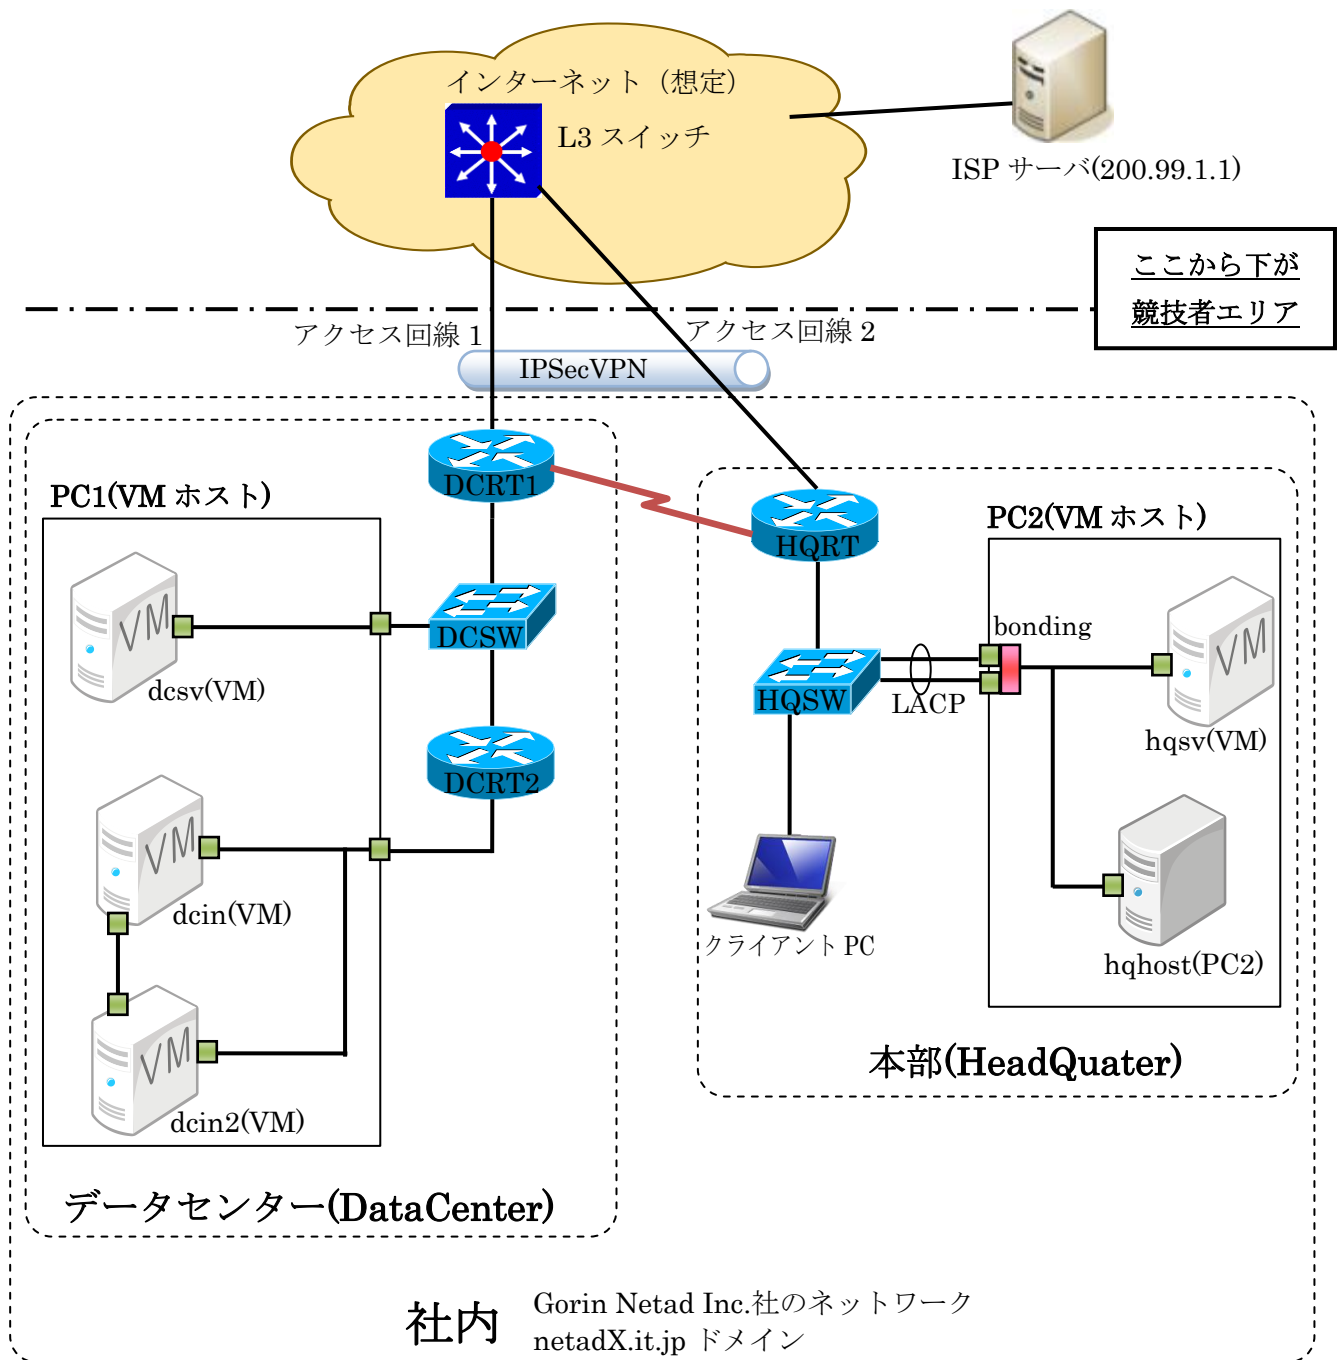 インターネット（想定）
L3 スイッチ
ISP サーバ(200.99.1.1)
ここから下が
競技者エリア
アクセス回線 1
アクセス回線 2
IPSecVPN
DCRT1
PC1(VM ホスト)
HQRT
PC2(VM ホスト)
VM
dcsv(VM)
DCSW
bonding
VM
HQSW
LACP
hqsv(VM)
DCRT2
VM
dcin(VM)
クライアント PC
hqhost(PC2)
VM
dcin2(VM)
本部(HeadQuater)
データセンター(DataCenter)
社内
Gorin Netad Inc.社のネットワーク
netadX.it.jp ドメイン